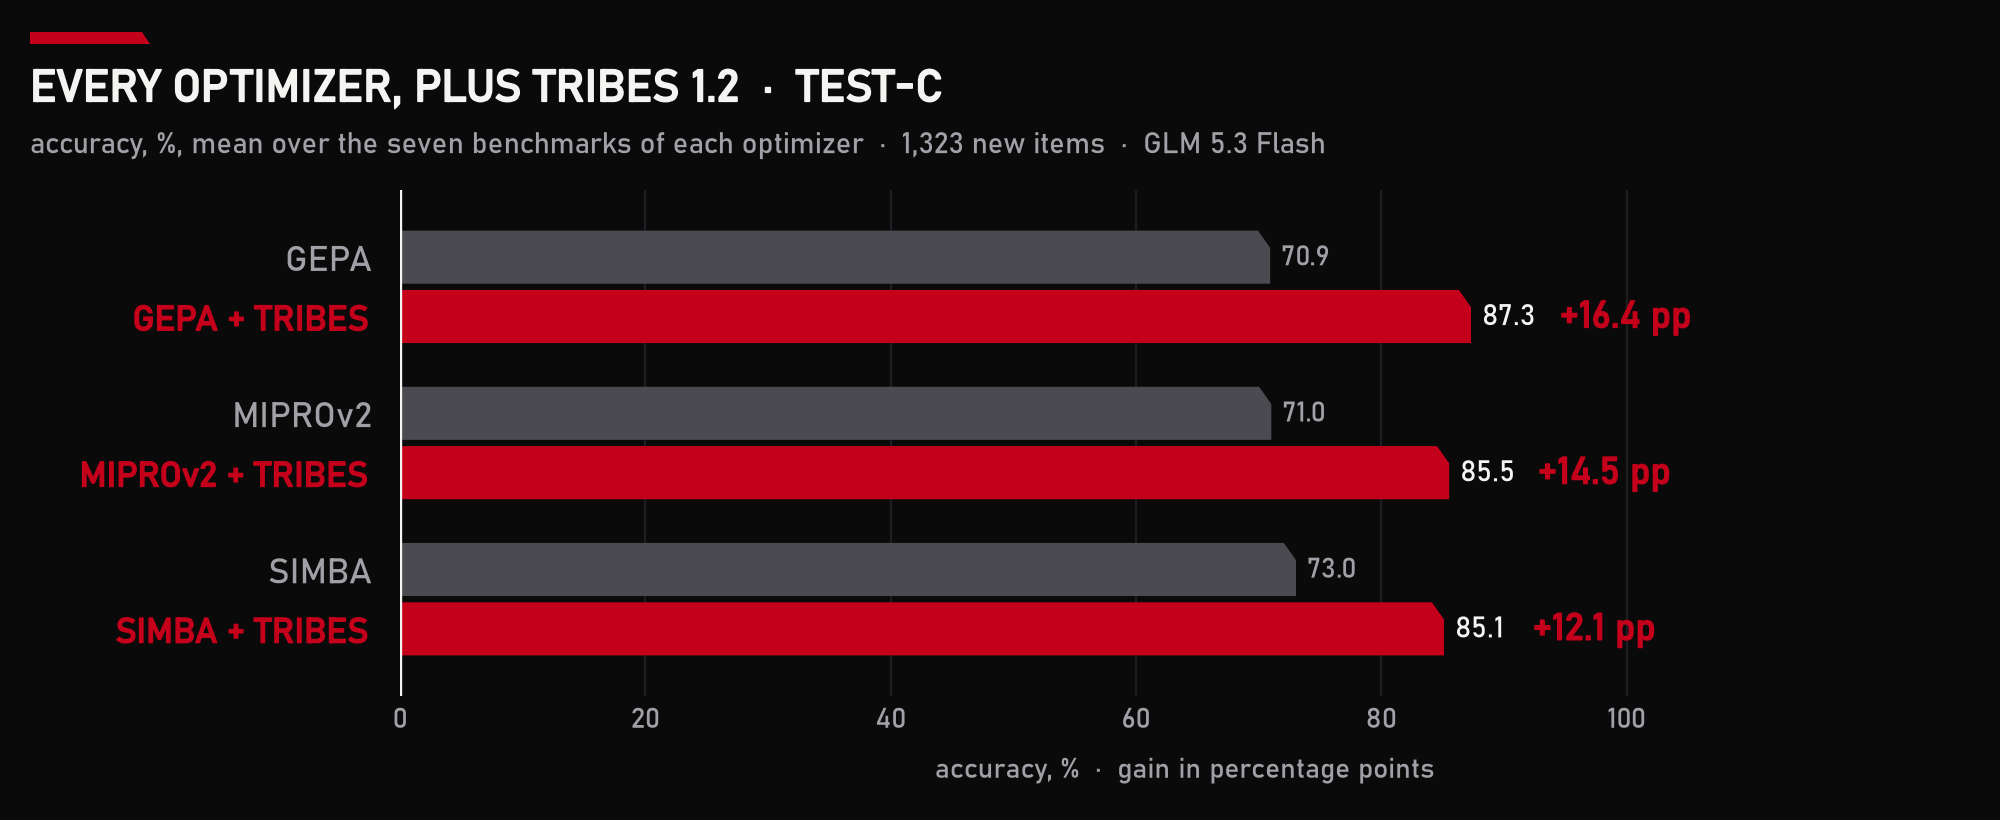 EVERY OPTIMIZER, PLUS TRIBES 1.2 · TEST-C
accuracy, %, mean over the seven benchmarks of each optimizer · 1,323 new items · GLM 5.3 Flash
GEPA 70.9
GEPA + TRIBES 87.3 +16.4 pp
MIPROv2 71.0
MIPROv2 + TRIBES 85.5 +14.5 pp
SIMBA 73.0
SIMBA + TRIBES 85.1 +12.1 pp
0 20 40 60 80 100
accuracy, % · gain in percentage points